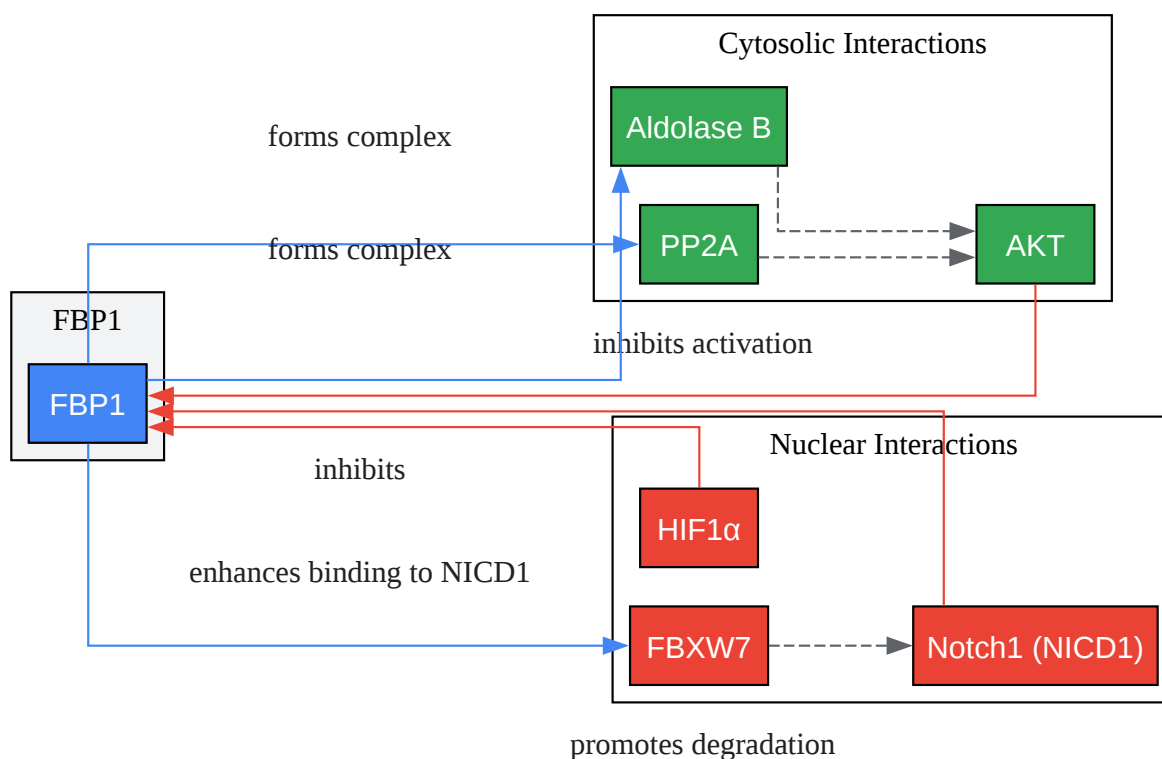 Cytosolic Interactions
Aldolase B
forms complex
PP2A
AKT
forms complex
FBP1
inhibits activation
FBP1
Nuclear Interactions
inhibits
HIF1α
enhances binding to NICD1
FBXW7
Notch1 (NICD1)
promotes degradation